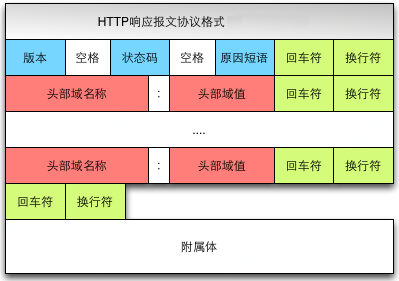 HTTP响应报文协议格式
版本 空格 状态码 空格 原因短语 回车符 换行符
头部域名称 : 头部域值 回车符 换行符
....
头部域名称 : 头部域值 回车符 换行符
回车符 换行符
附属体